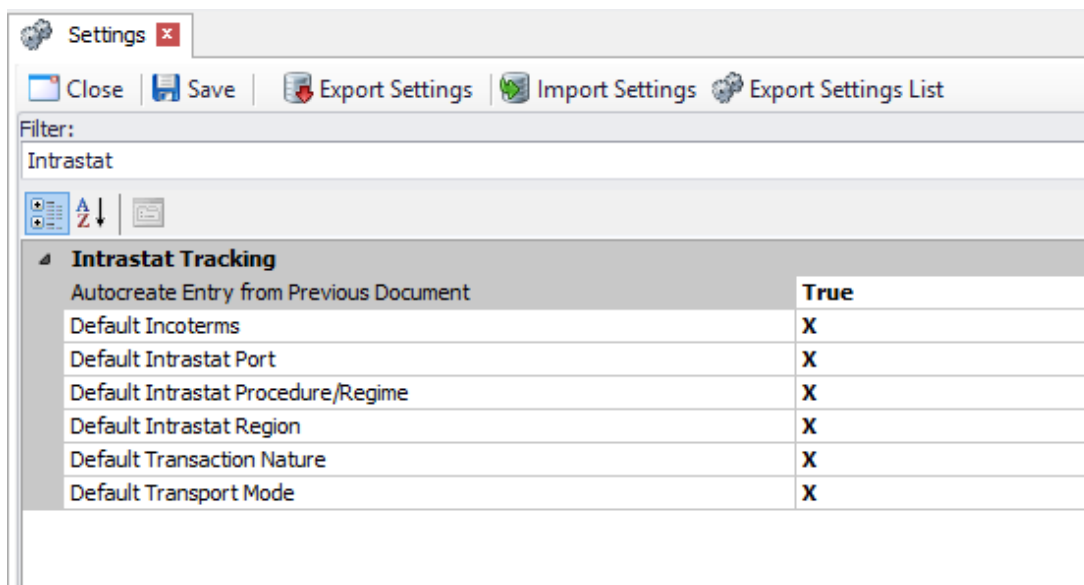 Settings x
Close Save Export Settings Import Settings Export Settings List
Filter:
Intrastat
A Z
Intrastat Tracking
Autocreate Entry from Previous Document True
Default Incoterms X
Default Intrastat Port X
Default Intrastat Procedure/Regime X
Default Intrastat Region X
Default Transaction Nature X
Default Transport Mode X